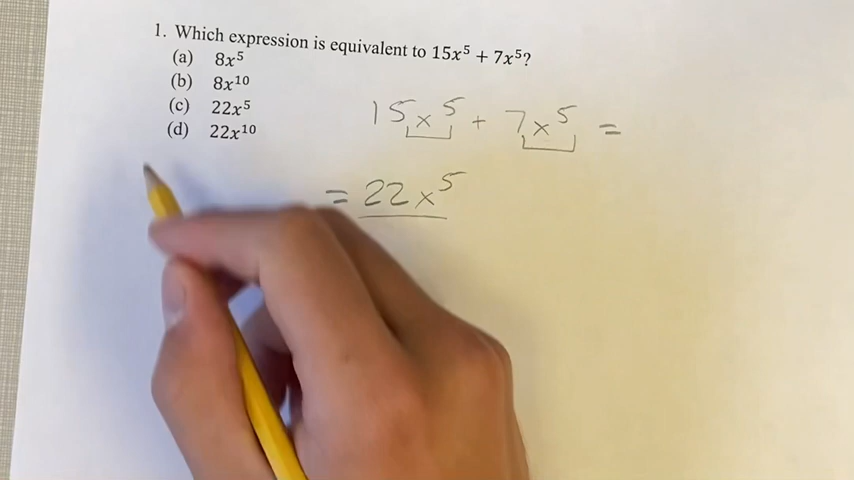 1. Which expression is equivalent to 15x⁵ + 7x⁵?
(a) 8x⁵
(b) 8x¹⁰
(c) 22x⁵
(d) 22x¹⁰
15x⁵ + 7x⁵ =
= 22x⁵